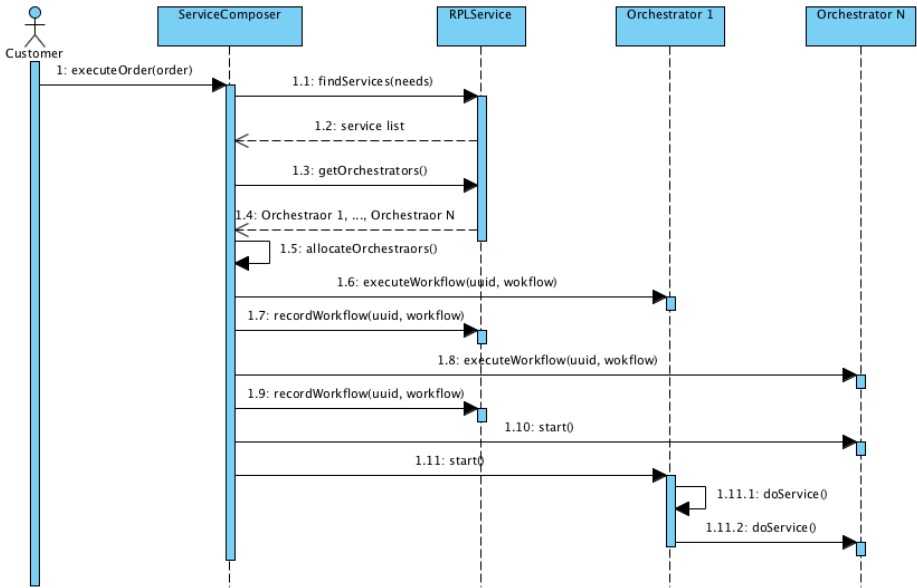 ServiceComposer
RPLService
Orchestrator 1
Orchestrator N
Customer
1: executeOrder(order)
1.1: findServices(needs)
1.2: service list
1.3: getOrchestrators()
1.4: Orchestraor 1, ..., Orchestraor N
1.5: allocateOrchestraors()
1.6: executeWorkflow(uuid, wokflow)
1.7: recordWorkflow(uuid, workflow)
1.8: executeWorkflow(uuid, wokflow)
1.9: recordWorkflow(uuid, workflow)
1.10: start()
1.11: start()
1.11.1: doService()
1.11.2: doService()